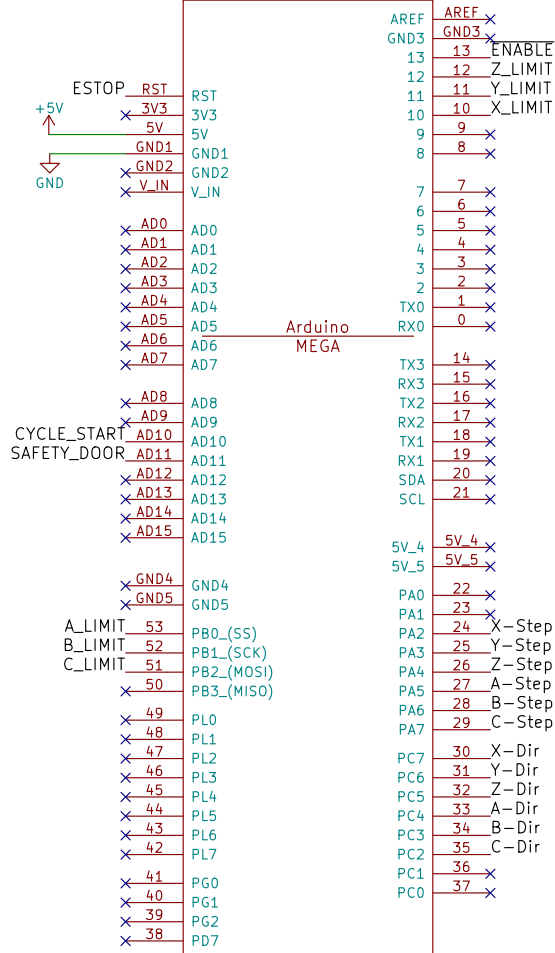 ESTOP RST RST
+5V 3V3 3V3
5V 5V
GND1 GND1
GND GND2 GND2
V_IN V_IN
AD0 AD0
AD1 AD1
AD2 AD2
AD3 AD3
AD4 AD4
AD5 AD5
AD6 AD6
AD7 AD7
AD8 AD8
AD9 AD9
CYCLE_START AD10 AD10
SAFETY_DOOR AD11 AD11
AD12 AD12
AD13 AD13
AD14 AD14
AD15 AD15
GND4 GND4
GND5 GND5
A_LIMIT 53 PB0_(SS)
B_LIMIT 52 PB1_(SCK)
C_LIMIT 51 PB2_(MOSI)
50 PB3_(MISO)
49 PL0
48 PL1
47 PL2
46 PL3
45 PL4
44 PL5
43 PL6
42 PL7
41 PG0
40 PG1
39 PG2
38 PD7
Arduino
MEGA
AREF AREF
GND3 GND3
13 13 ENABLE
12 12 Z_LIMIT
11 11 Y_LIMIT
10 10 X_LIMIT
9 9
8 8
7 7
6 6
5 5
4 4
3 3
2 2
TX0 1
RX0 0
TX3 14
RX3 15
TX2 16
RX2 17
TX1 18
RX1 19
SDA 20
SCL 21
5V_4 5V_4
5V_5 5V_5
PA0 22
PA1 23
PA2 24 X-Step
PA3 25 Y-Step
PA4 26 Z-Step
PA5 27 A-Step
PA6 28 B-Step
PA7 29 C-Step
PC7 30 X-Dir
PC6 31 Y-Dir
PC5 32 Z-Dir
PC4 33 A-Dir
PC3 34 B-Dir
PC2 35 C-Dir
PC1 36
PC0 37